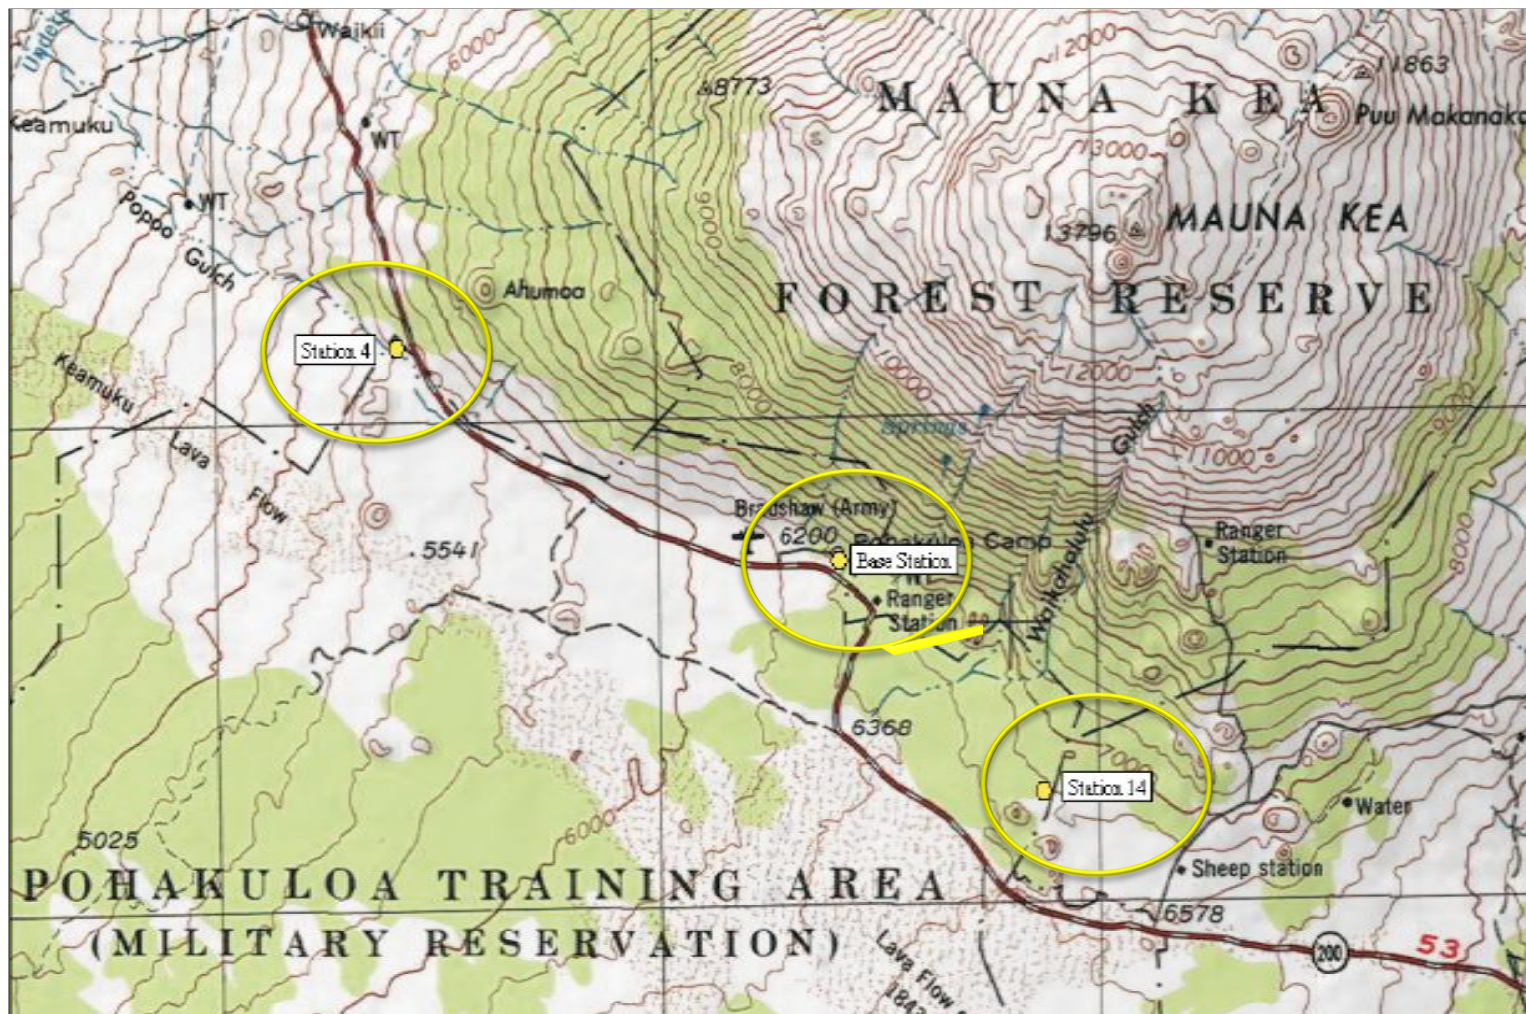 Waikii
6000
12000
11863
8773
MAUNA KEA
Puu Makanaka
Keamuku
WT
13000
WT
Popoo
Gulch
9000
13796
MAUNA KEA
Ahumoa
FOREST RESERVE
Station 4
10000
12000
Keamuku
Lava
Flow
8000
Springs
Gulch
9000
11000
Bradshaw (Army)
6200
Pohakuloa Camp
5541
Base Station
Waikahalulu
Ranger
Station
8000
Ranger
Station
6368
7000
Station 14
Water
5025
6000
Sheep station
POHAKULOA TRAINING AREA
6578
(MILITARY RESERVATION)
Lava Flow
200
53